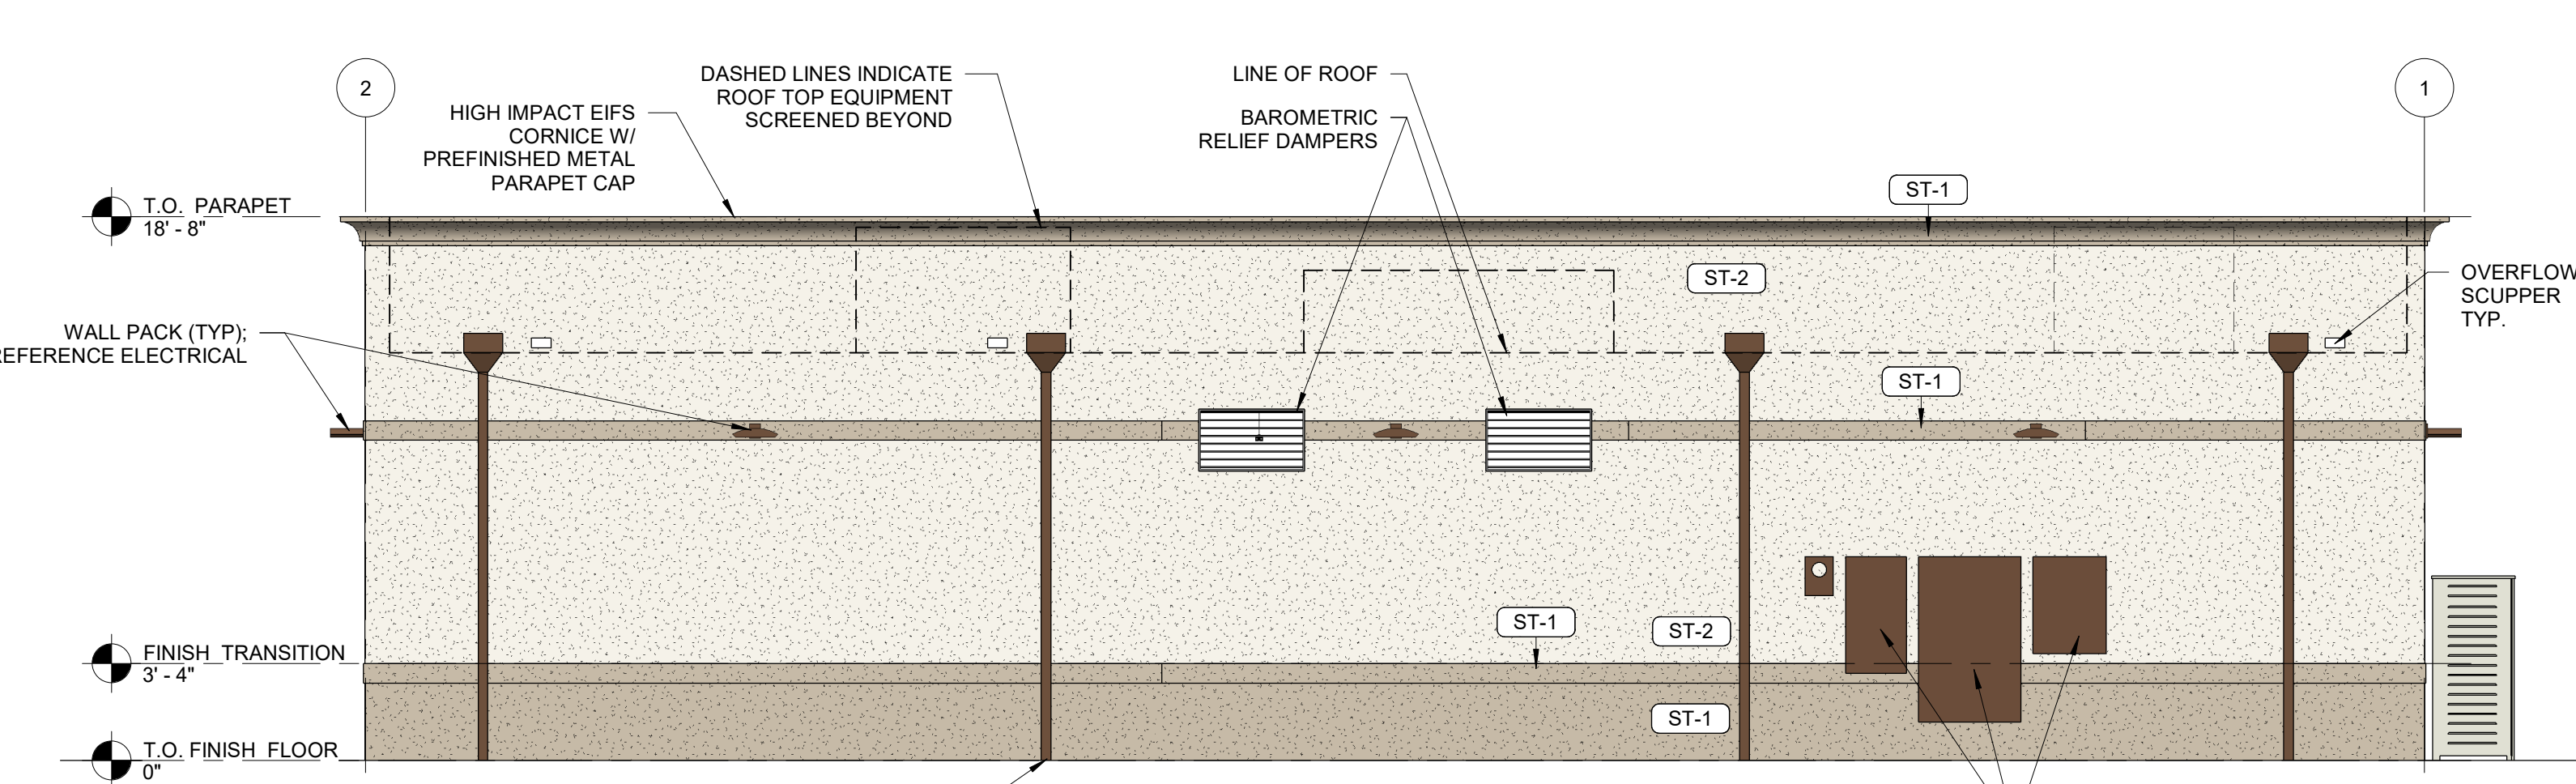 2
DASHED LINES INDICATE
ROOF TOP EQUIPMENT
SCREENED BEYOND
LINE OF ROOF
1
HIGH IMPACT EIFS
CORNICE W/
PREFINISHED METAL
PARAPET CAP
BAROMETRIC
RELIEF DAMPERS
ST-1
T.O. PARAPET
18' - 8"
ST-2
OVERFLOW
SCUPPER
TYP.
WALL PACK (TYP);
REFERENCE ELECTRICAL
ST-1
ST-1
ST-2
FINISH TRANSITION
3' - 4"
ST-1
T.O. FINISH FLOOR
0"